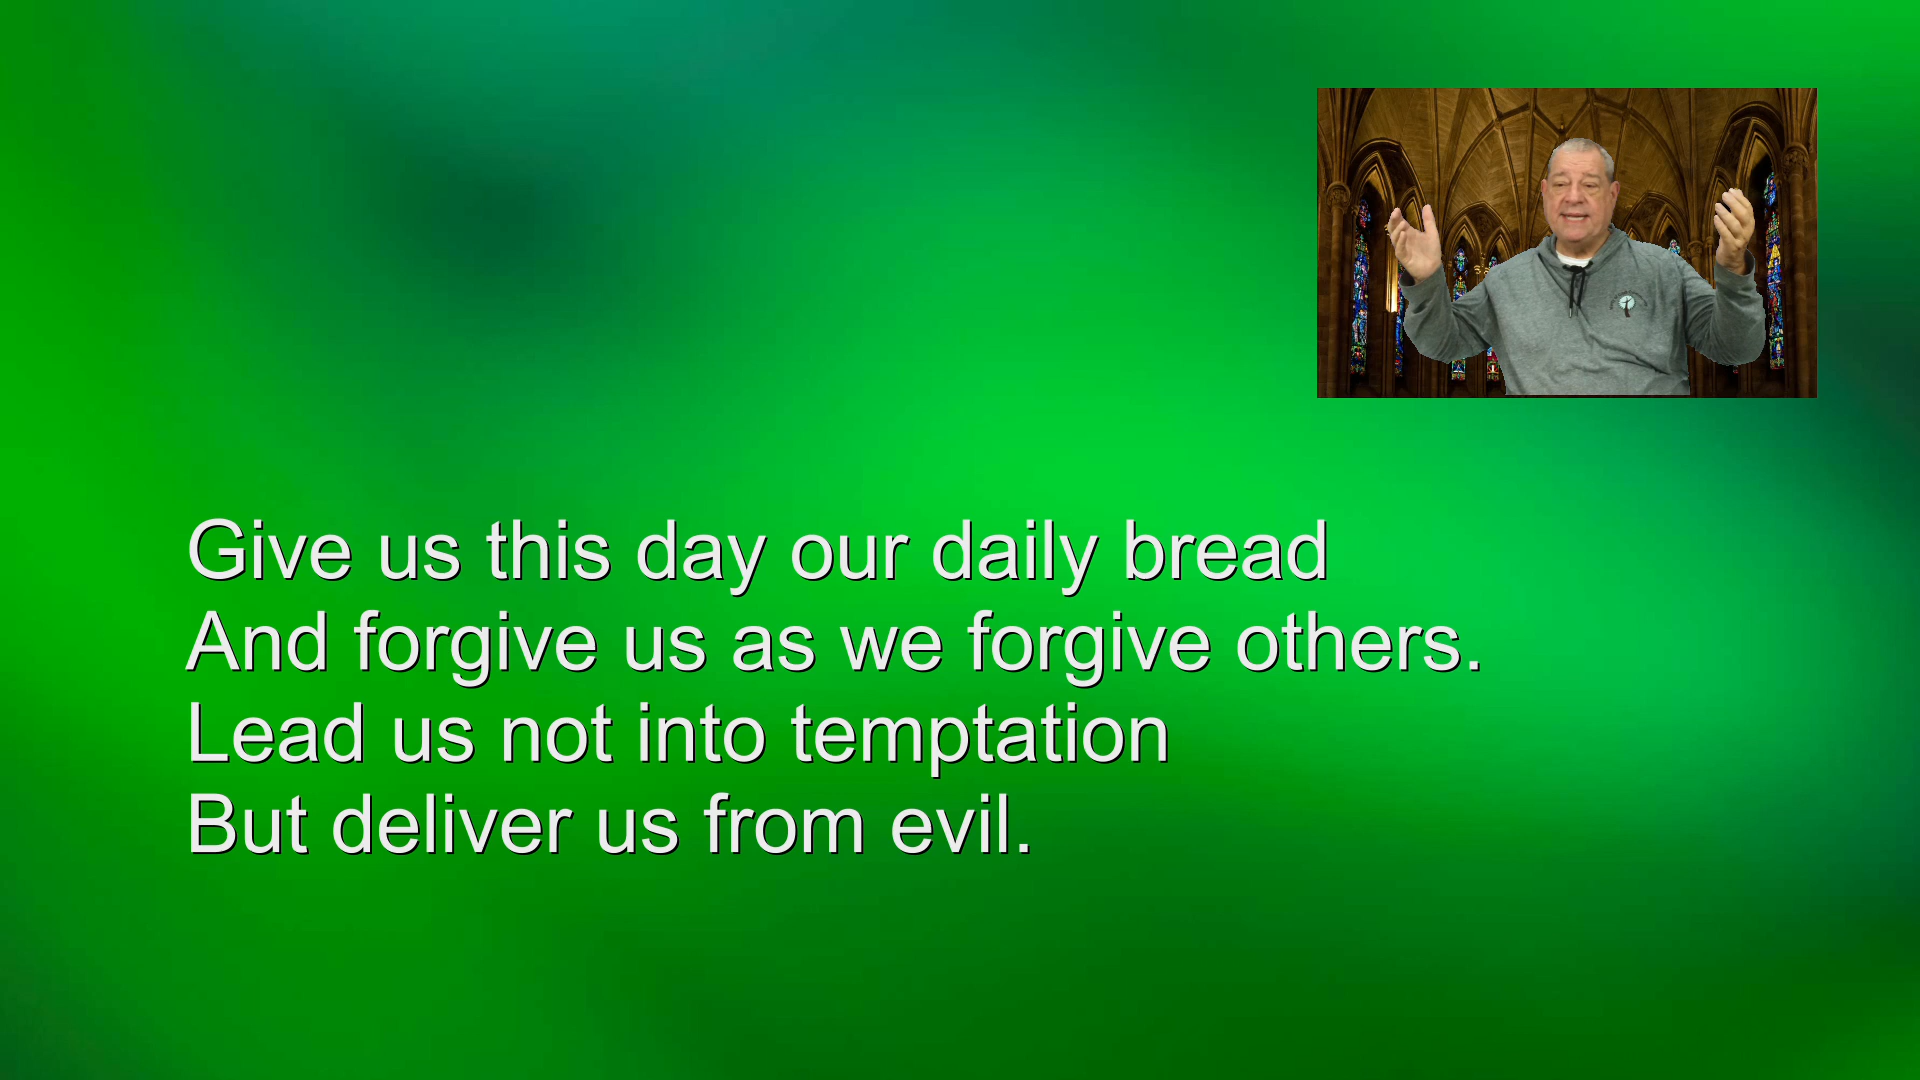 Give us this day our daily bread
And forgive us as we forgive others.
Lead us not into temptation
But deliver us from evil.